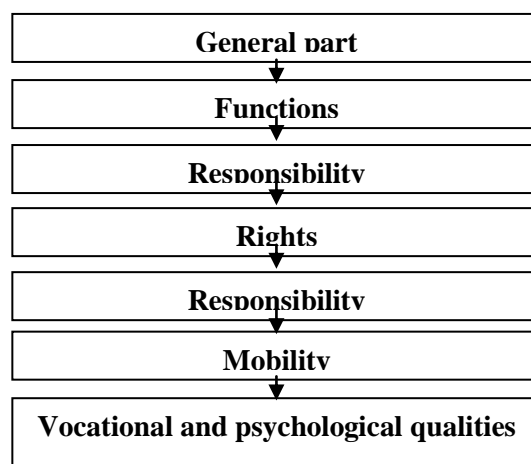 General part
Functions
Responsibility
Rights
Responsibility
Mobility
Vocational and psychological qualities